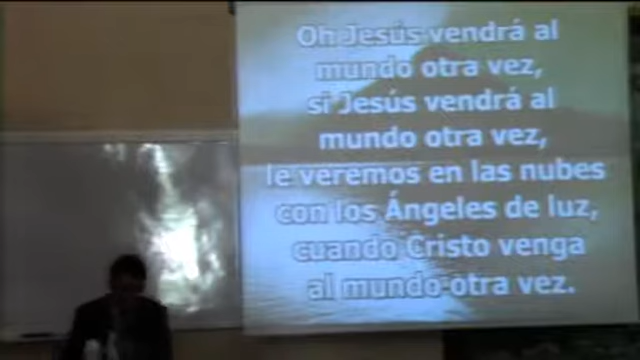 Oh Jesús vendrá al
mundo otra vez,
si Jesús vendrá al
mundo otra vez,
le veremos en las nubes
con los Ángeles de luz,
cuando Cristo venga
al mundo otra vez.